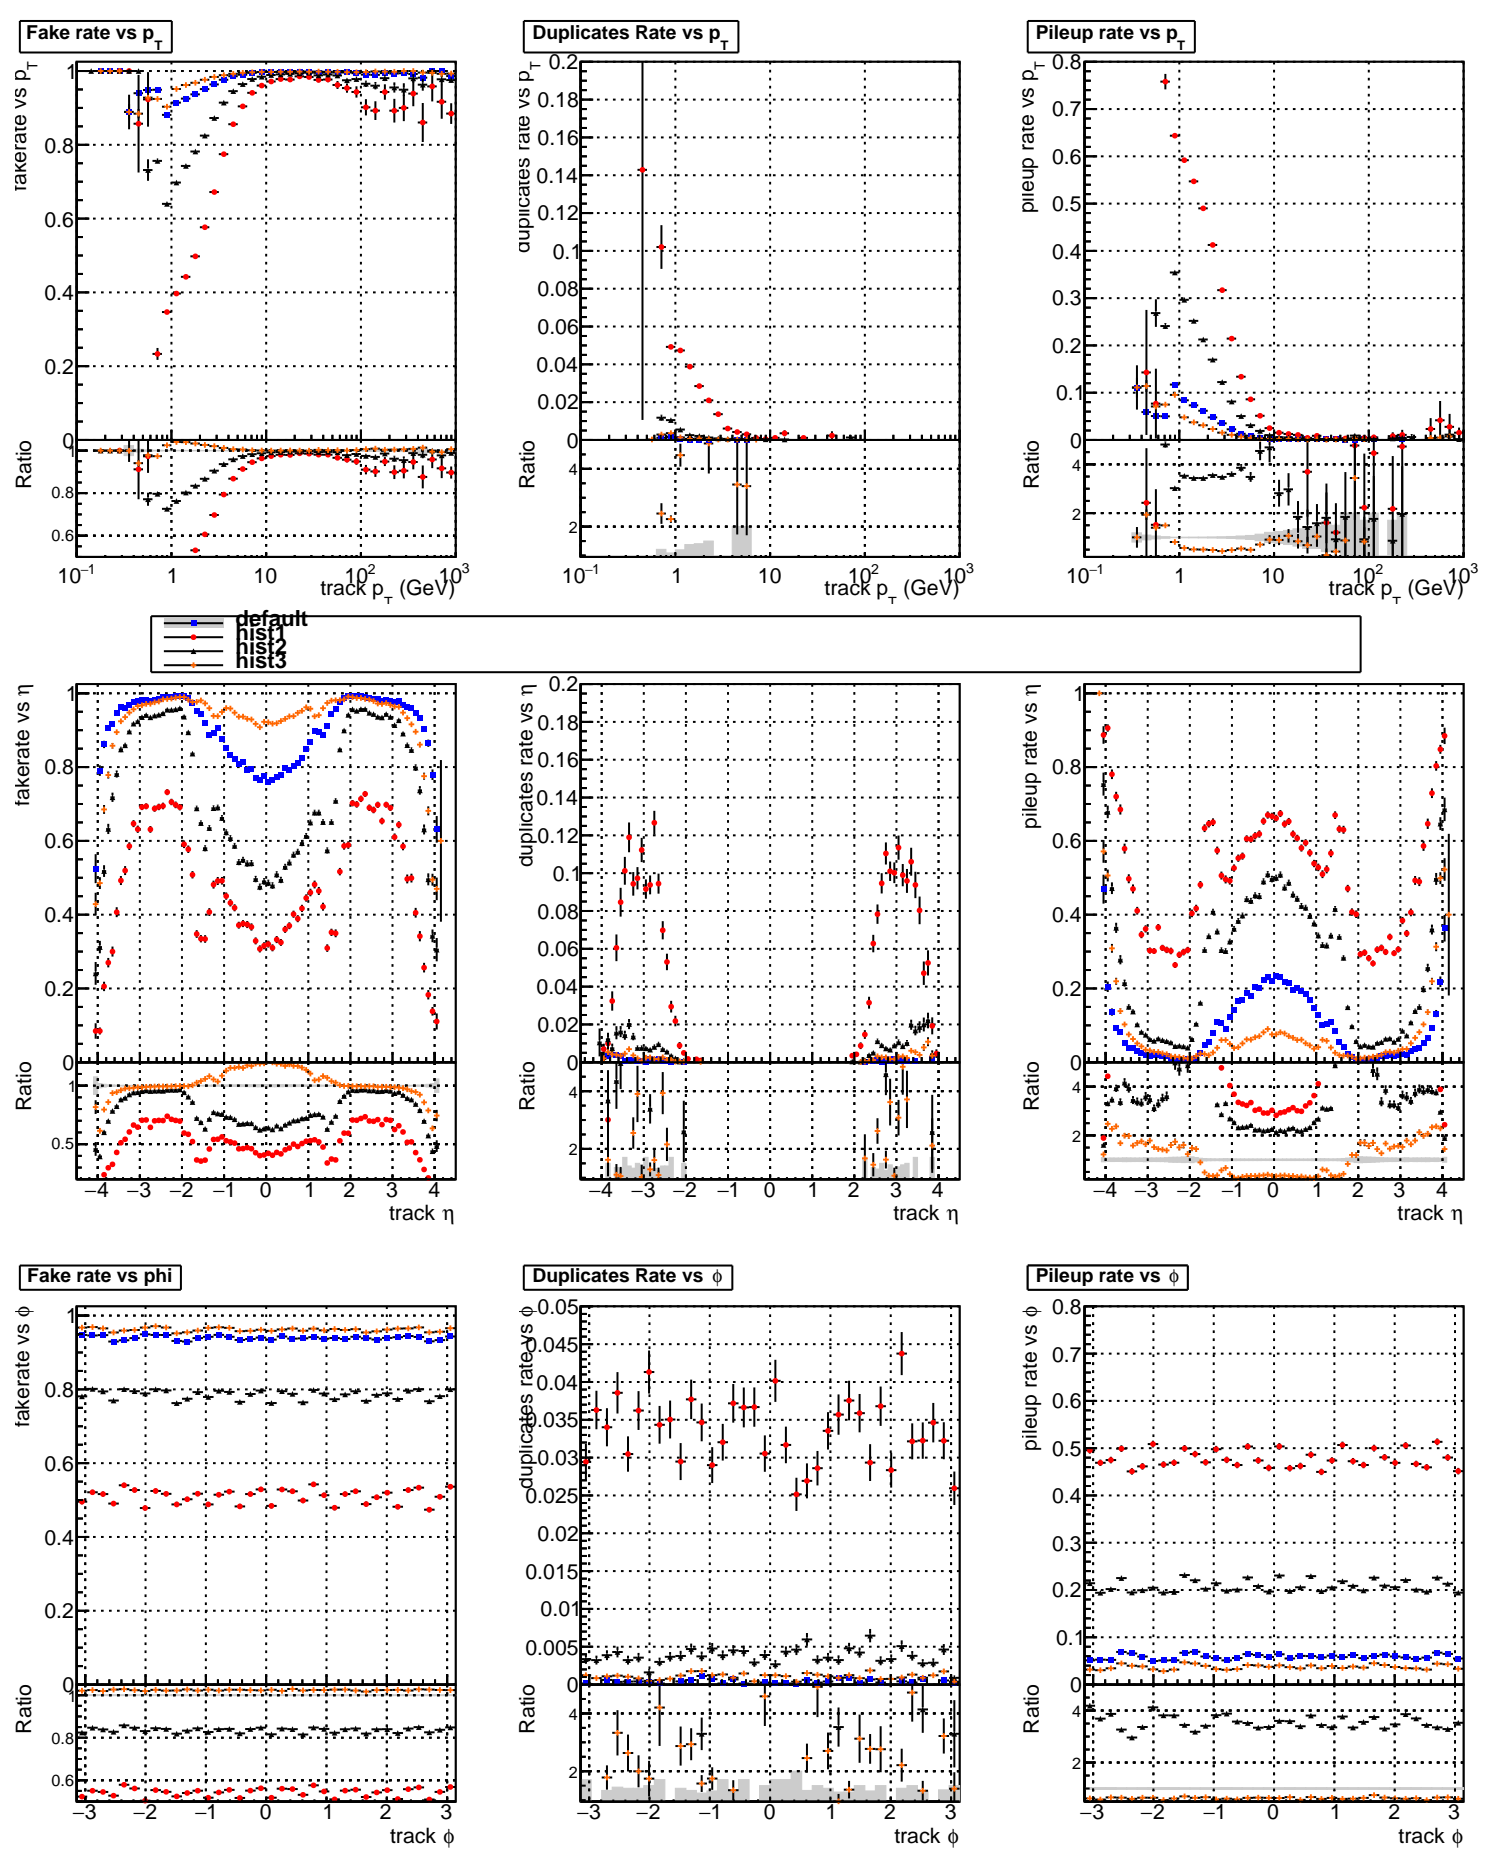 Fake rate vs p_T
Duplicates Rate vs p_T
Pileup rate vs p_T
fakerate vs p_T
1
0.8
0.6
0.4
0.2
0
Ratio
1
0.8
0.6
10⁻¹ 1 10 10² 10³
track p_T (GeV)
duplicates rate vs p_T
0.2
0.18
0.16
0.14
0.12
0.1
0.08
0.06
0.04
0.02
0
Ratio
4
2
1 10 10² 10³
10⁻¹
track p_T (GeV)
pileup rate vs p_T
0.8
0.7
0.6
0.5
0.4
0.3
0.2
0.1
0
Ratio
4
2
10⁻¹ 1 10 10² 10³
track p_T (GeV)
default
hist1
hist2
hist3
fakerate vs η
1
0.8
0.6
0.4
0.2
0
Ratio
1
0.5
−4 −3 −2 −1 0 1 2 3 4
track η
duplicates rate vs η
0.2
0.18
0.16
0.14
0.12
0.1
0.08
0.06
0.04
0.02
0
Ratio
4
2
−4 −3 −2 −1 0 1 2 3 4
track η
pileup rate vs η
1
0.8
0.6
0.4
0.2
0
Ratio
4
2
−4 −3 −2 −1 0 1 2 3 4
track η
Fake rate vs phi
Duplicates Rate vs ϕ
Pileup rate vs ϕ
fakerate vs ϕ
1
0.8
0.6
0.4
0.2
0
Ratio
1
0.8
0.6
−3 −2 −1 0 1 2 3
track ϕ
duplicates rate vs ϕ
0.05
0.045
0.04
0.035
0.03
0.025
0.02
0.015
0.01
0.005
0
Ratio
4
2
−3 −2 −1 0 1 2 3
track ϕ
pileup rate vs ϕ
0.8
0.7
0.6
0.5
0.4
0.3
0.2
0.1
0
Ratio
4
2
−3 −2 −1 0 1 2 3
track ϕ